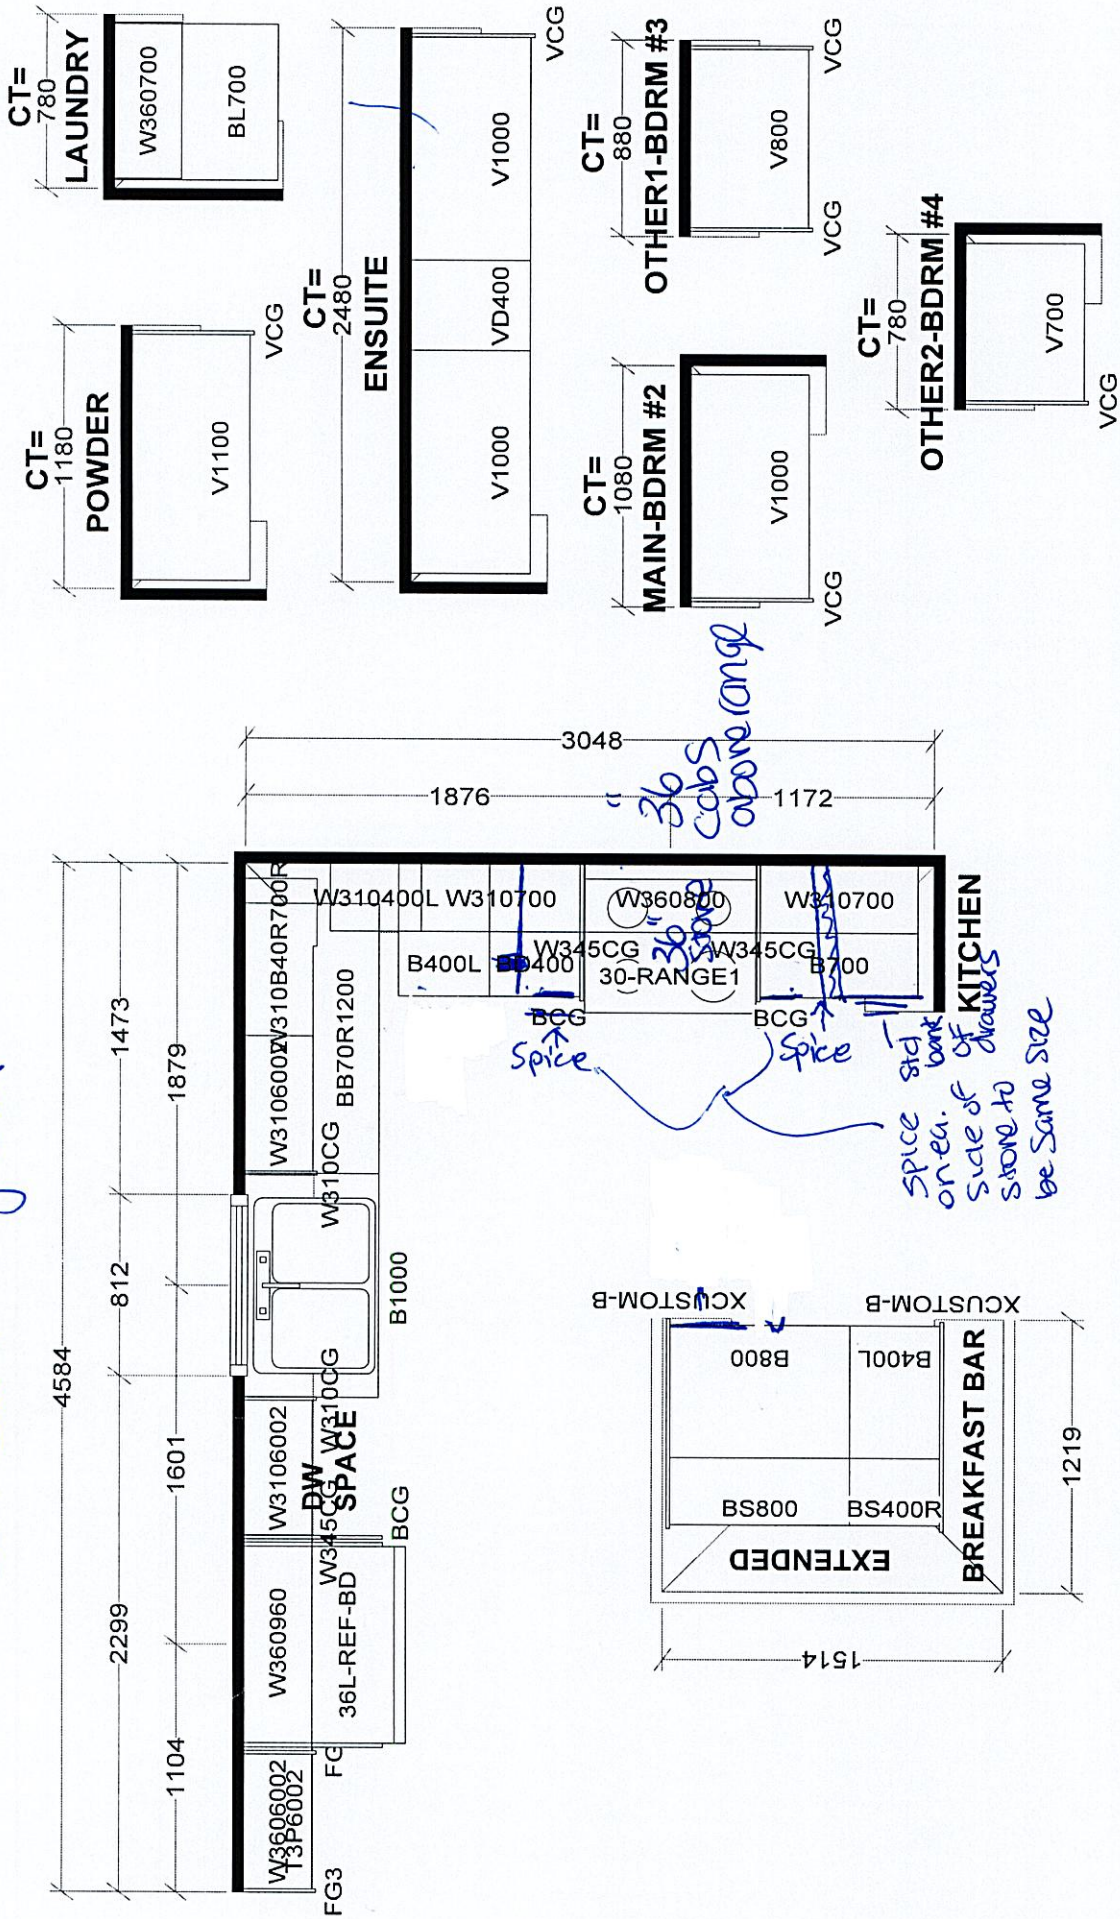 CT=
780
LAUNDRY
W360700
BL700
CT=
1180
POWDER
V1100
VCG
CT=
2480
ENSUITE
V1000
VD400
V1000
VCG
CT=
1080
MAIN-BDRM #2
V1000
VCG
CT=
880
OTHER1-BDRM #3
V800
VCG
VCG
CT=
780
OTHER2-BDRM #4
V700
VCG
4584
2299
812
1473
1104
1601
1879
3048
1876
1172
"36
cabs
above range
W3606002
T3P6002
FG3
FG
W360960
36L-REF-BD
BCG
W345CG
W3106002
DW
SPACE
W310CG
B1000
W310CG
W3106002
W310B40R700R
BB70R1200
W310400L
W310700
B400L
BD400
W345CG
BCG
W360800
36"
stove
30-RANGE1
W345CG
BCG
W310700
B700
KITCHEN
Spice
Spice
std
bank
of
drawers
Spice
on ea.
side of
stove to
be same size
XCUSTOM-B
XCUSTOM-B
B800
B400L
BS800
BS400R
EXTENDED
BREAKFAST BAR
1219
1514